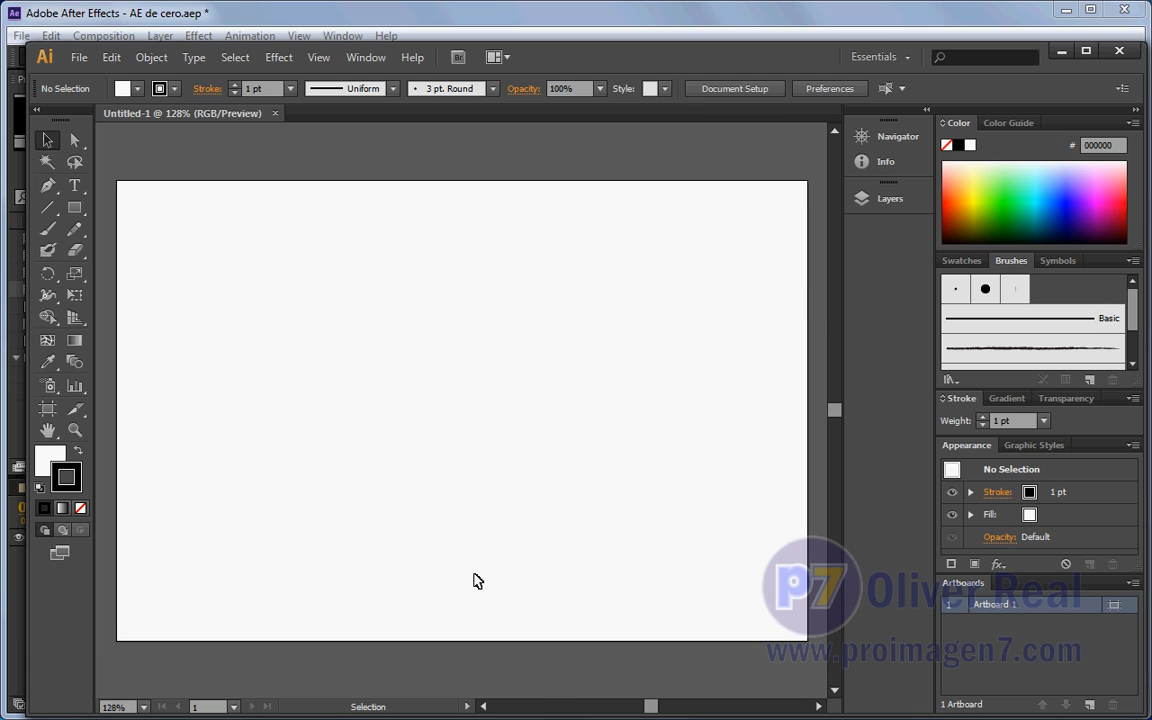 Ae Adobe After Effects - AE de cero.aep *
File Edit Composition Layer Effect Animation View Window Help
Ai File Edit Object Type Select Effect View Window Help Br Essentials
No Selection Stroke: 1 pt Uniform 3 pt. Round Opacity: 100% Style: Document Setup Preferences
Untitled-1 @ 128% (RGB/Preview)
Navigator
Info
Layers
Color Color Guide
# 000000
Swatches Brushes Symbols
Basic
Stroke Gradient Transparency
Weight: 1 pt
Appearance Graphic Styles
No Selection
Stroke: 1 pt
Fill:
Opacity: Default
fx
Artboards
1 Artboard 1
p7 Oliver Real
www.proimagen7.com
1 Artboard
128% 1 Selection